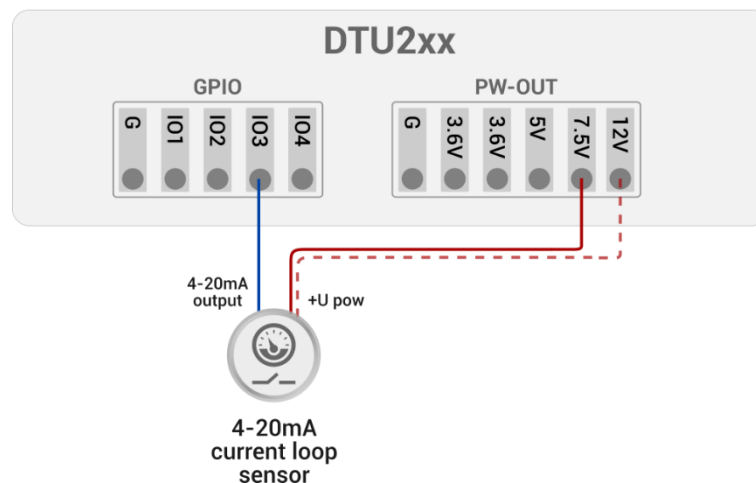 DTU2xx
GPIO
PW-OUT
G
IO1
IO2
IO3
IO4
G
3.6V
3.6V
5V
7.5V
12V
4-20mA
output
+U pow
4-20mA
current loop
sensor